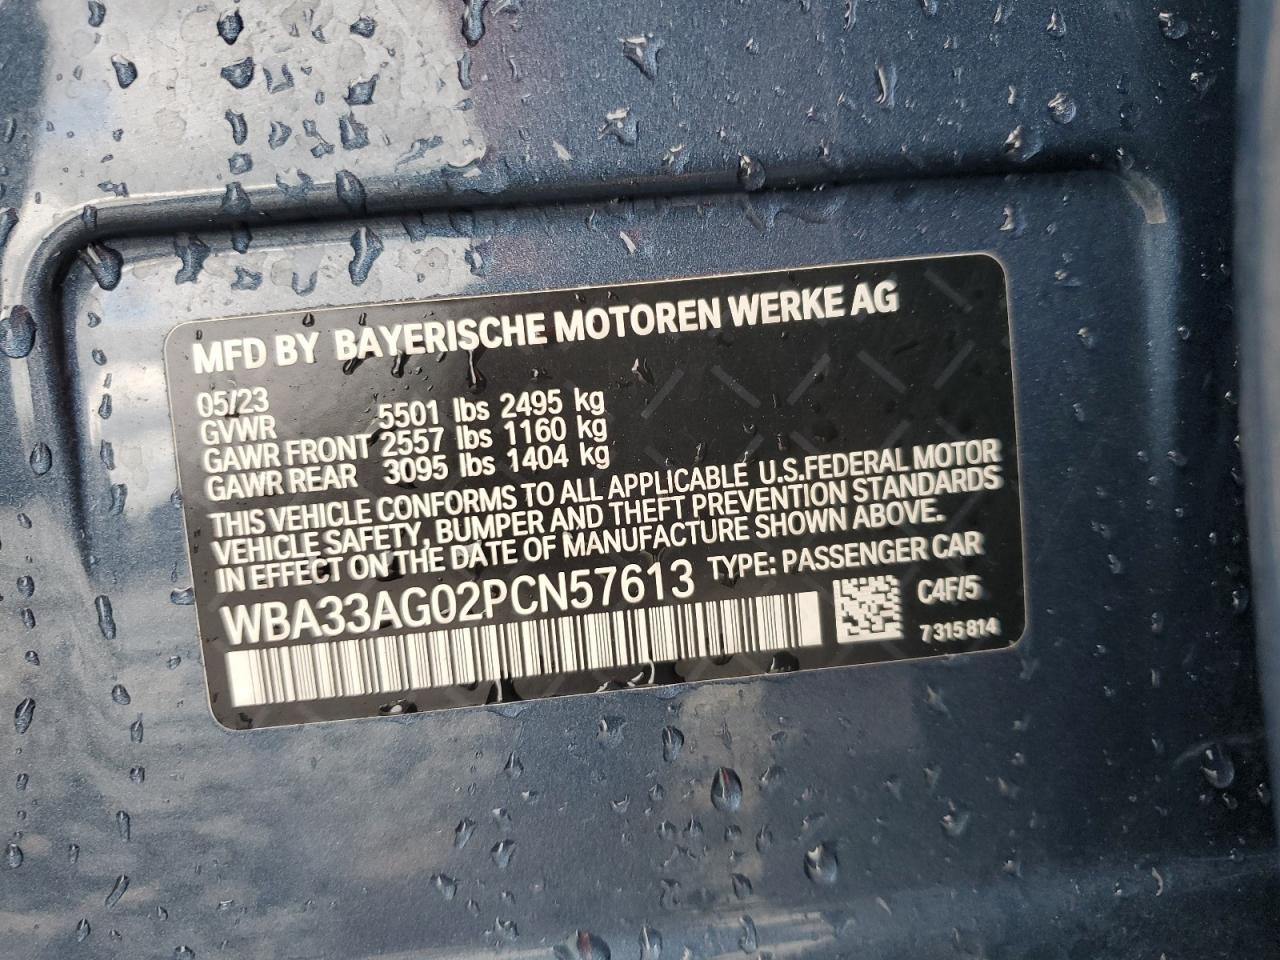 MFD BY BAYERISCHE MOTOREN WERKE AG
05/23
GVWR 5501 lbs 2495 kg
GAWR FRONT 2557 lbs 1160 kg
GAWR REAR 3095 lbs 1404 kg
THIS VEHICLE CONFORMS TO ALL APPLICABLE U.S.FEDERAL MOTOR
VEHICLE SAFETY, BUMPER AND THEFT PREVENTION STANDARDS
IN EFFECT ON THE DATE OF MANUFACTURE SHOWN ABOVE.
WBA33AG02PCN57613 TYPE: PASSENGER CAR
C4F/5
7 315 814